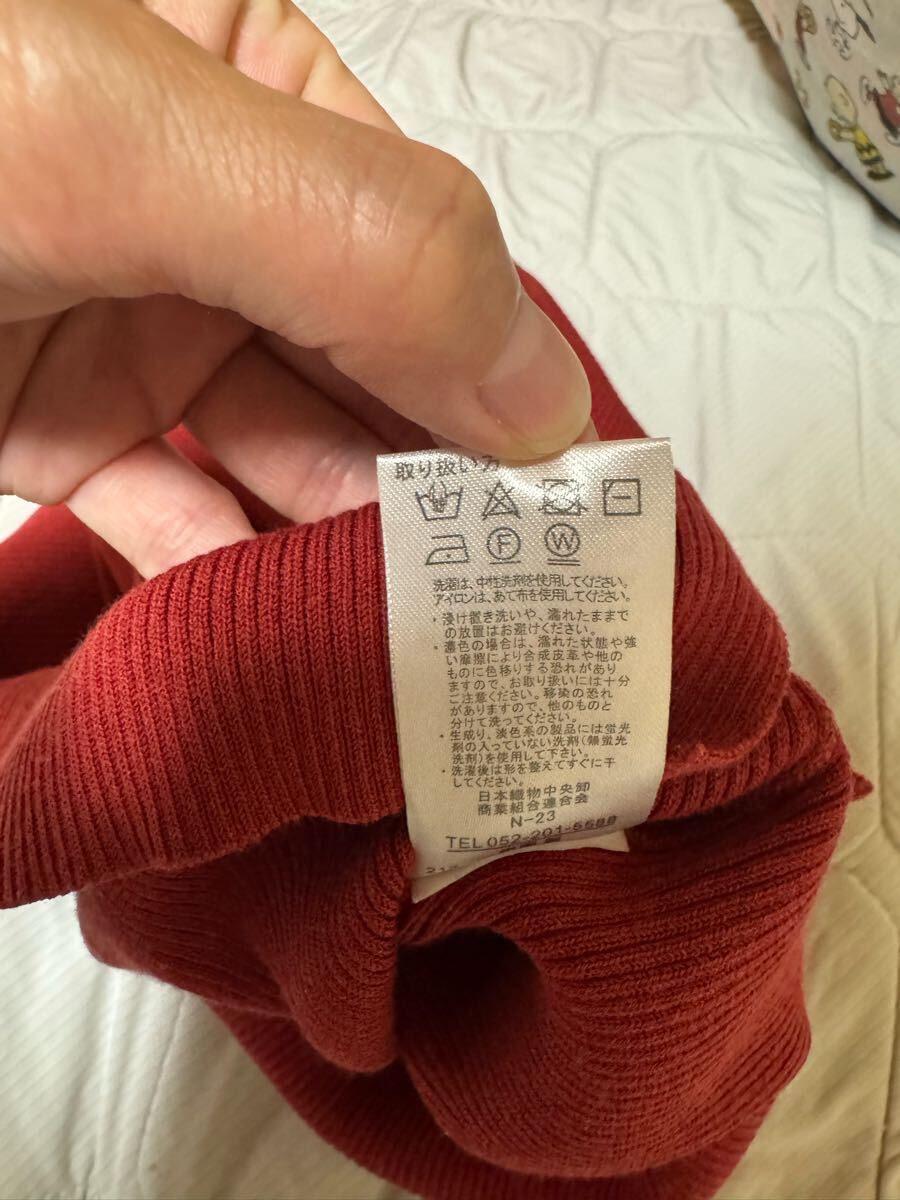 取り扱い方
F W
洗濯は、中性洗剤を使用してください。
アイロンは、あて布を使用してください。
・浸け置き洗いや、濡れたままで
の放置はお避けください。
・濃色の場合は、濡れた状態や強
い摩擦により合成皮革や他の
ものに色移りする恐れがあり
ますので、お取り扱いには十分
ご注意ください。移染の恐れ
がありますので、他のものと
分けて洗ってください。
・生成り、淡色系の製品には蛍光
剤の入っていない洗剤(無蛍光
洗剤)を使用して下さい。
・洗濯後は形を整えてすぐに干
してください。
日本織物中央卸
商業組合連合会
N-23
TEL 052-201-5688